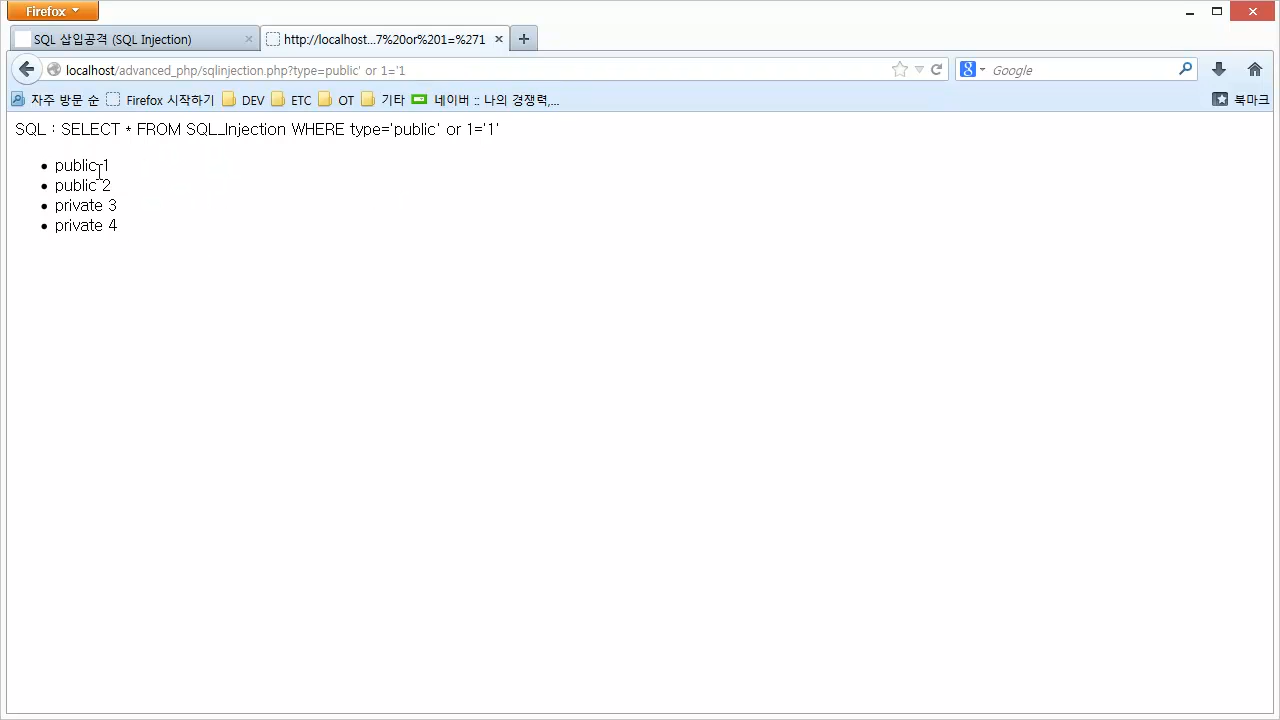 Firefox
SQL 삽입공격 (SQL Injection)
http://localhost...7%20or%201=%271
localhost/advanced_php/sqlinjection.php?type=public' or 1='1
Google
자주 방문 순 Firefox 시작하기 DEV ETC OT 기타 네이버 :: 나의 경쟁력,... 북마크
SQL : SELECT * FROM SQL_Injection WHERE type='public' or 1='1'
• public 1
• public 2
• private 3
• private 4